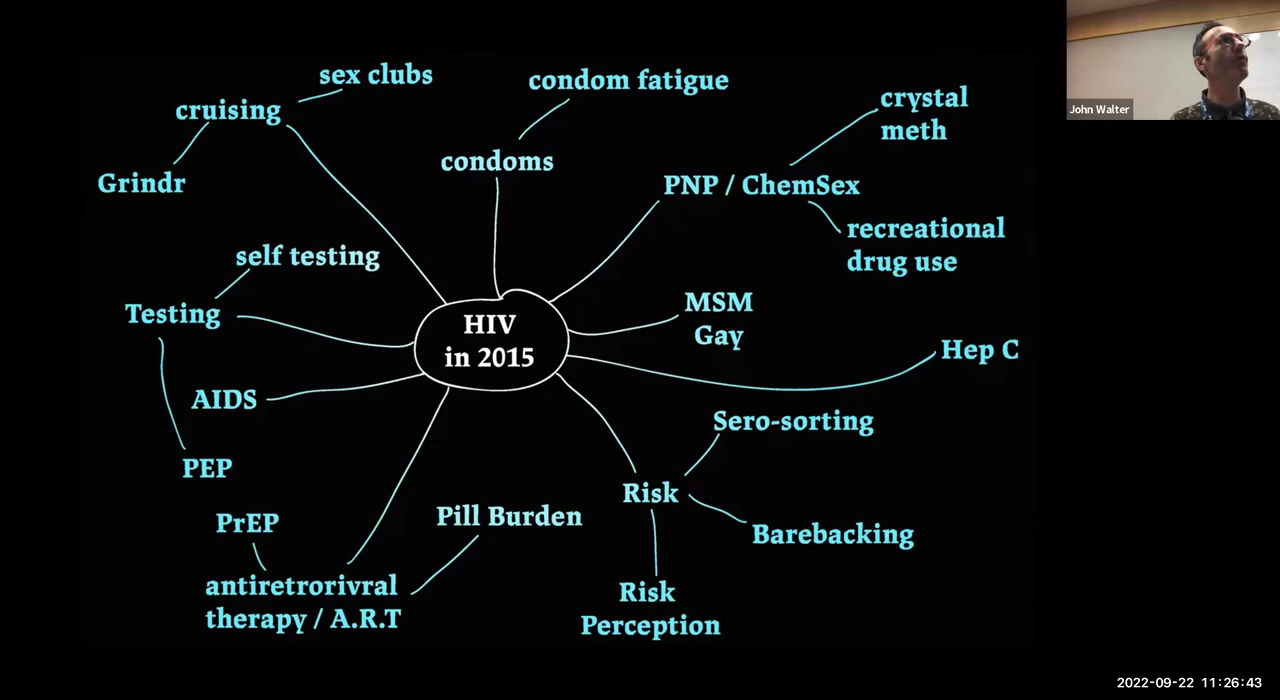 sex clubs
condom fatigue
cruising
crystal
meth
John Walter
condoms
Grindr
PNP / ChemSex
recreational
drug use
self testing
Testing
MSM
Gay
HIV
in 2015
Hep C
AIDS
Sero-sorting
PEP
Risk
PrEP
Pill Burden
Barebacking
antiretrorivral
therapy / A.R.T
Risk
Perception
2022-09-22 11:26:43